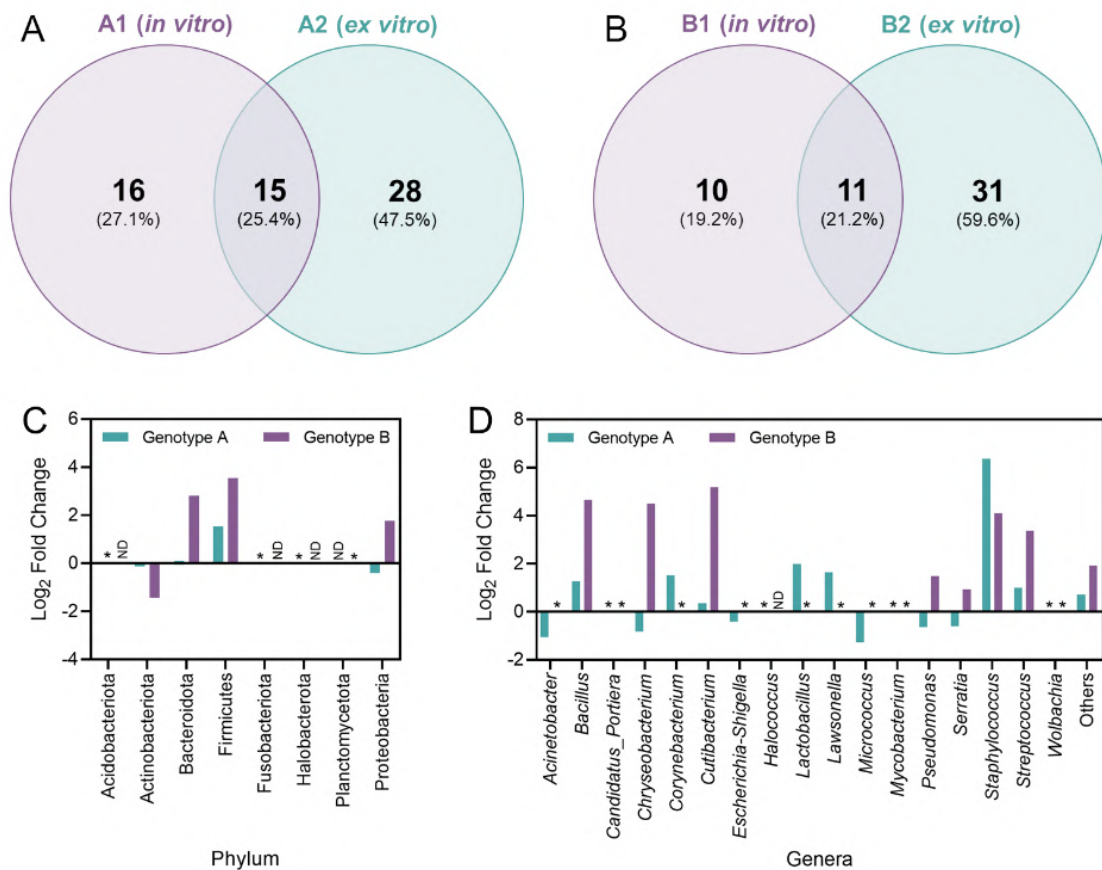 A
A1 (in vitro)
A2 (ex vitro)
16
(27.1%)
15
(25.4%)
28
(47.5%)
B
B1 (in vitro)
B2 (ex vitro)
10
(19.2%)
11
(21.2%)
31
(59.6%)
C
Log2 Fold Change
6
4
2
0
-2
-4
Genotype A
Genotype B
* ND
* ND
* ND
ND *
Acidobacteriota
Actinobacteriota
Bacteroidota
Firmicutes
Fusobacteriota
Halobacterota
Planctomycetota
Proteobacteria
Phylum
D
Log2 Fold Change
8
6
4
2
0
-2
Genotype A
Genotype B
*
* *
*
*
* ND
*
*
*
* *
* *
Acinetobacter
Bacillus
Candidatus_Portiera
Chryseobacterium
Corynebacterium
Cutibacterium
Escherichia-Shigella
Halococcus
Lactobacillus
Lawsonella
Micrococcus
Mycobacterium
Pseudomonas
Serratia
Staphylococcus
Streptococcus
Wolbachia
Others
Genera